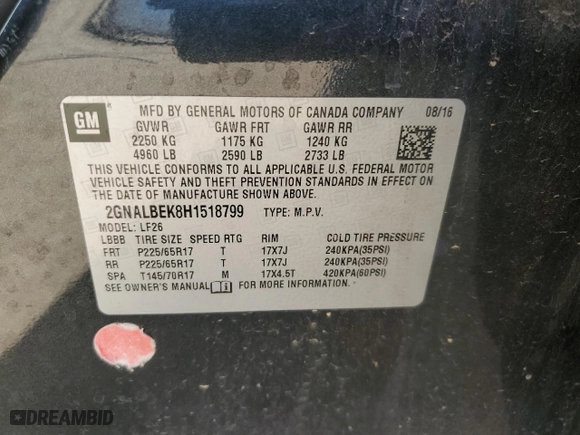 GM
MFD BY GENERAL MOTORS OF CANADA COMPANY 08/16
GVWR GAWR FRT GAWR RR
2250 KG 1175 KG 1240 KG
4960 LB 2590 LB 2733 LB
THIS VEHICLE CONFORMS TO ALL APPLICABLE U.S. FEDERAL MOTOR
VEHICLE SAFETY AND THEFT PREVENTION STANDARDS IN EFFECT ON
THE DATE OF MANUFACTURE SHOWN ABOVE.
2GNALBEK8H1518799 TYPE: M.P.V.
MODEL: LF26
LBBB TIRE SIZE SPEED RTG RIM COLD TIRE PRESSURE
FRT P225/65R17 T 17X7J 240KPA(35PSI)
RR P225/65R17 T 17X7J 240KPA(35PSI)
SPA T145/70R17 M 17X4.5T 420KPA(60PSI)
SEE OWNER'S MANUAL FOR MORE INFORMATION.
DREAMBID